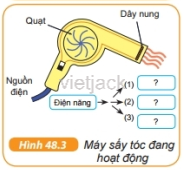 Quạt
Dây nung
Nguồn
điện
vietjack
Điện năng
(1) ?
(2) ?
(3) ?
Hình 48.3 Máy sấy tóc đang
hoạt động